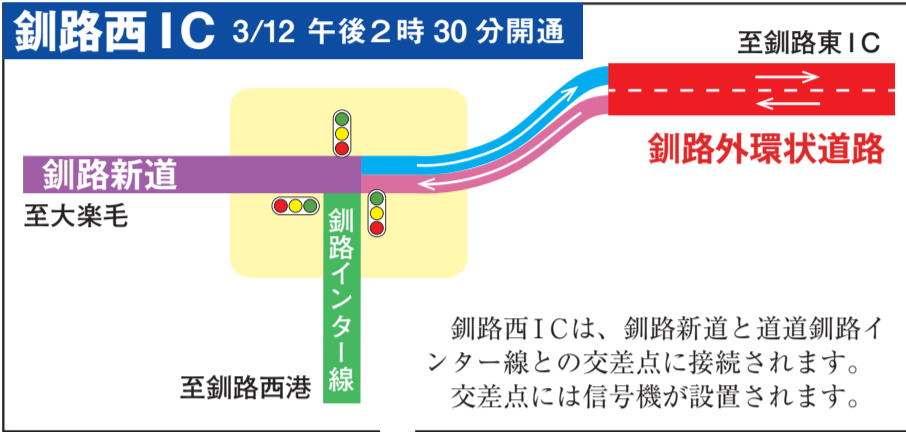 釧路西IC 3/12 午後2時30分開通
至釧路東IC
釧路外環状道路
釧路新道
至大楽毛
釧路インター線
至釧路西港
釧路西ICは、釧路新道と道道釧路イ
ンター線との交差点に接続されます。
交差点には信号機が設置されます。